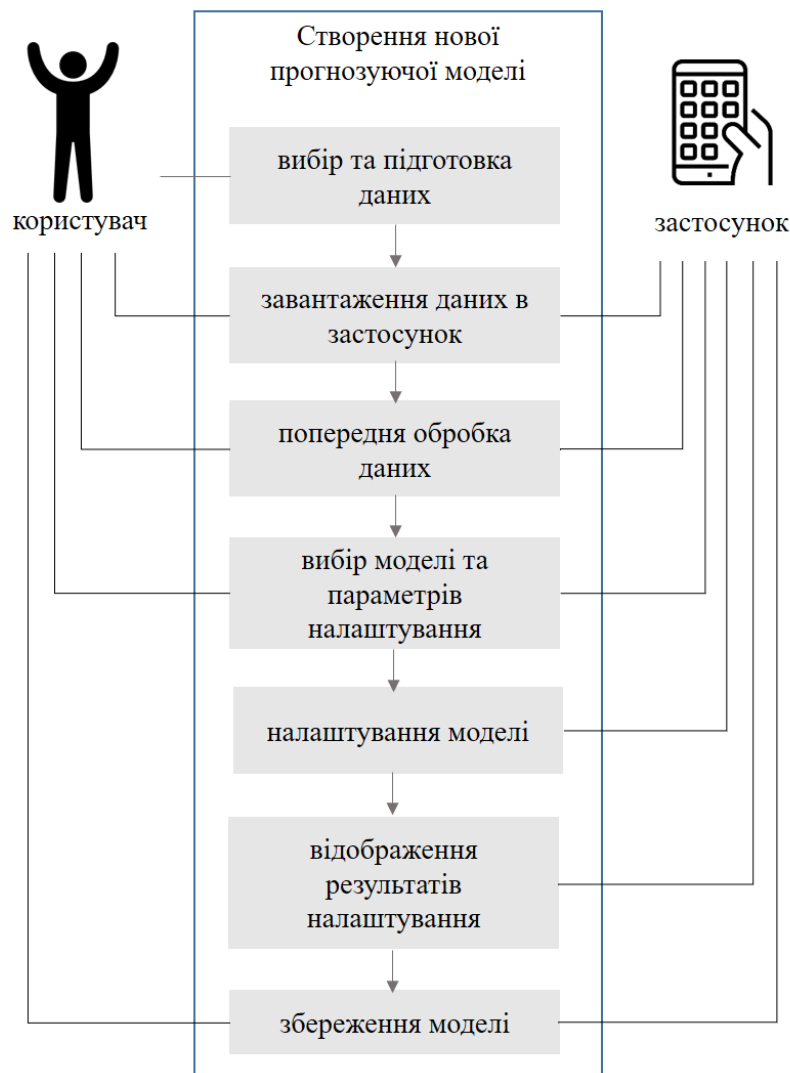 Створення нової
прогнозуючої моделі
вибір та підготовка
даних
користувач
застосунок
завантаження даних в
застосунок
попередня обробка
даних
вибір моделі та
параметрів
налаштування
налаштування моделі
відображення
результатів
налаштування
збереження моделі